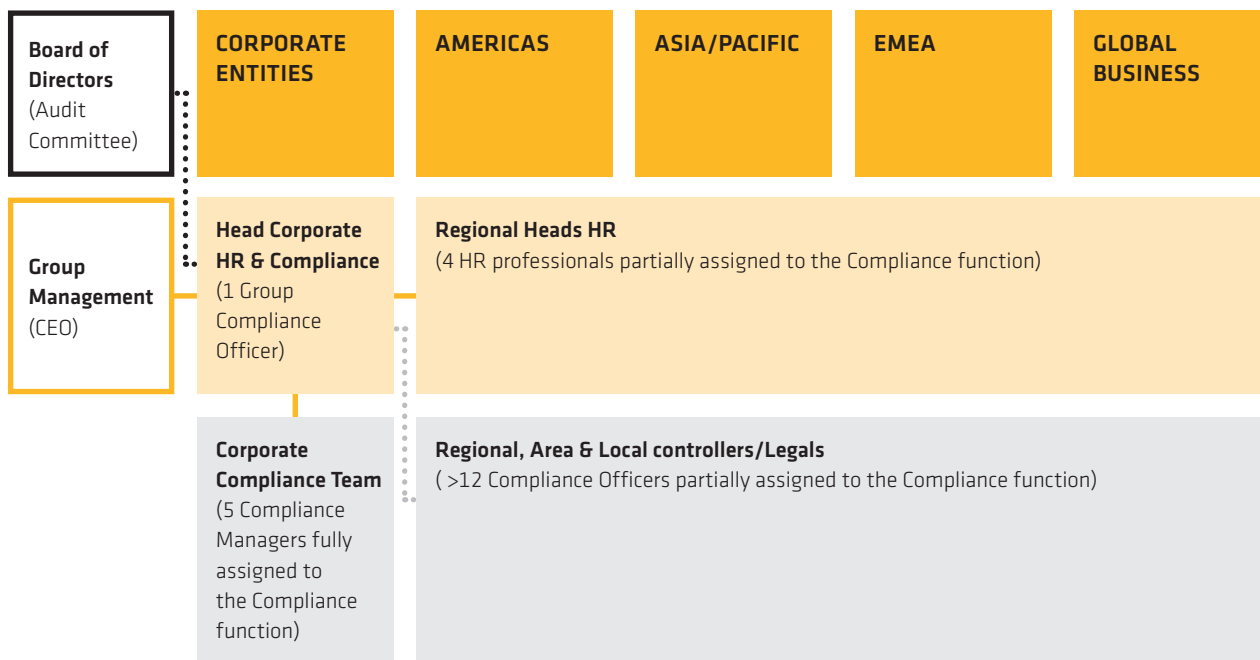 Board of
Directors
(Audit
Committee)
CORPORATE
ENTITIES
AMERICAS
ASIA/PACIFIC
EMEA
GLOBAL
BUSINESS
Group
Management
(CEO)
Head Corporate
HR & Compliance
(1 Group
Compliance
Officer)
Regional Heads HR
(4 HR professionals partially assigned to the Compliance function)
Corporate
Compliance Team
(5 Compliance
Managers fully
assigned to
the Compliance
function)
Regional, Area & Local controllers/Legals
( >12 Compliance Officers partially assigned to the Compliance function)